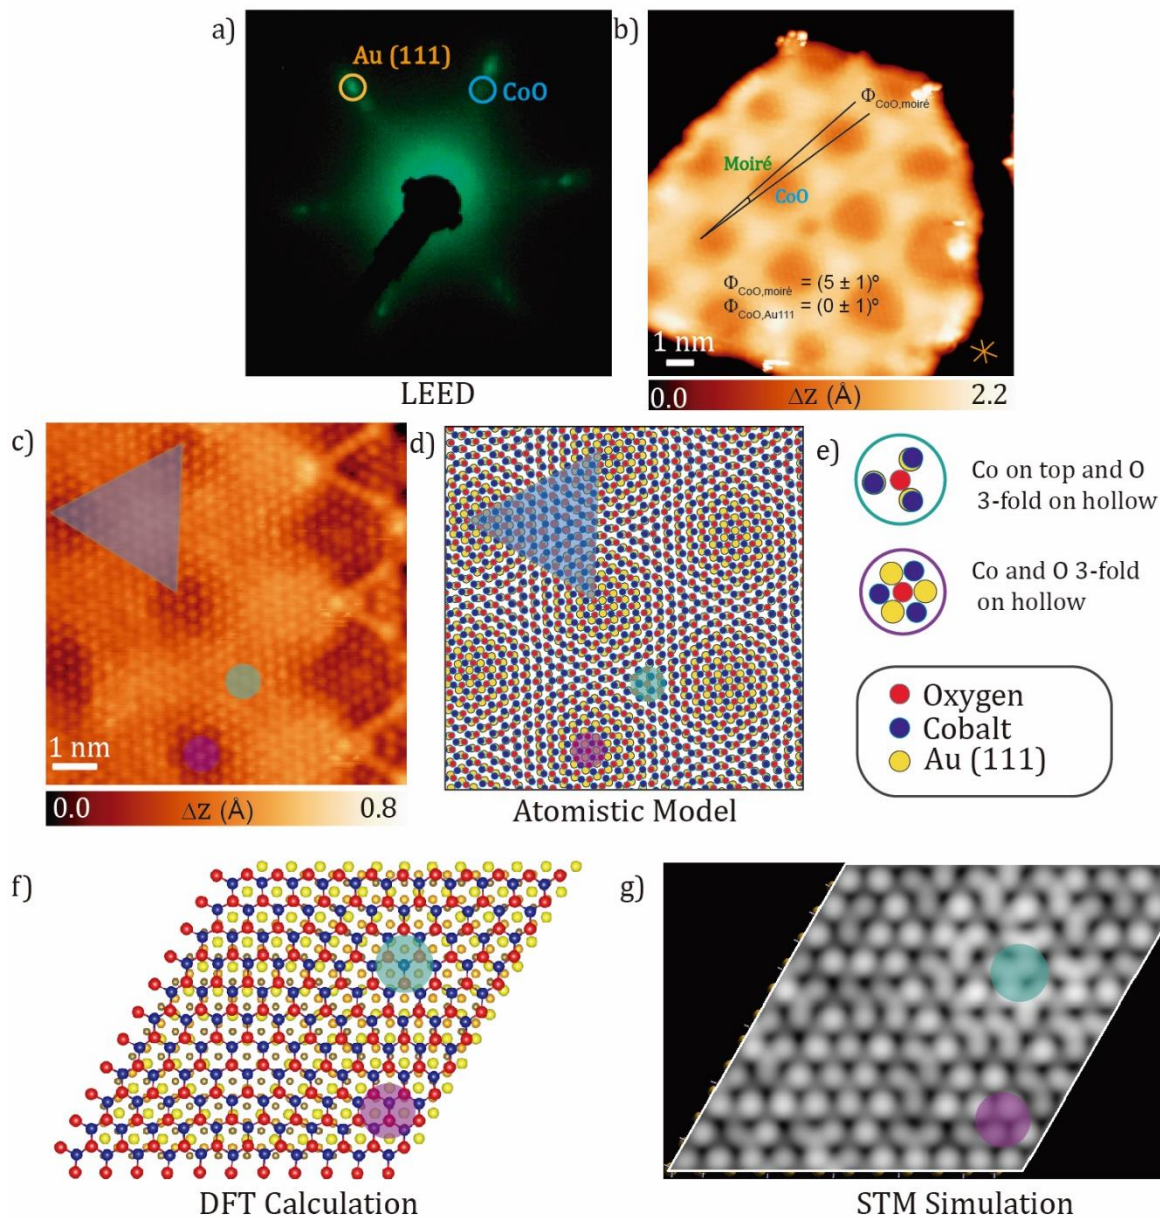 a)
Au (111)
CoO
LEED
b)
Φ CoO,moiré
Moiré
CoO
Φ CoO,moiré = (5 ± 1)º
Φ CoO,Au111 = (0 ± 1)º
1 nm
0.0 ΔZ (Å) 2.2
c)
1 nm
0.0 ΔZ (Å) 0.8
d)
Atomistic Model
e)
Co on top and O
3-fold on hollow
Co and O 3-fold
on hollow
Oxygen
Cobalt
Au (111)
f)
DFT Calculation
g)
STM Simulation